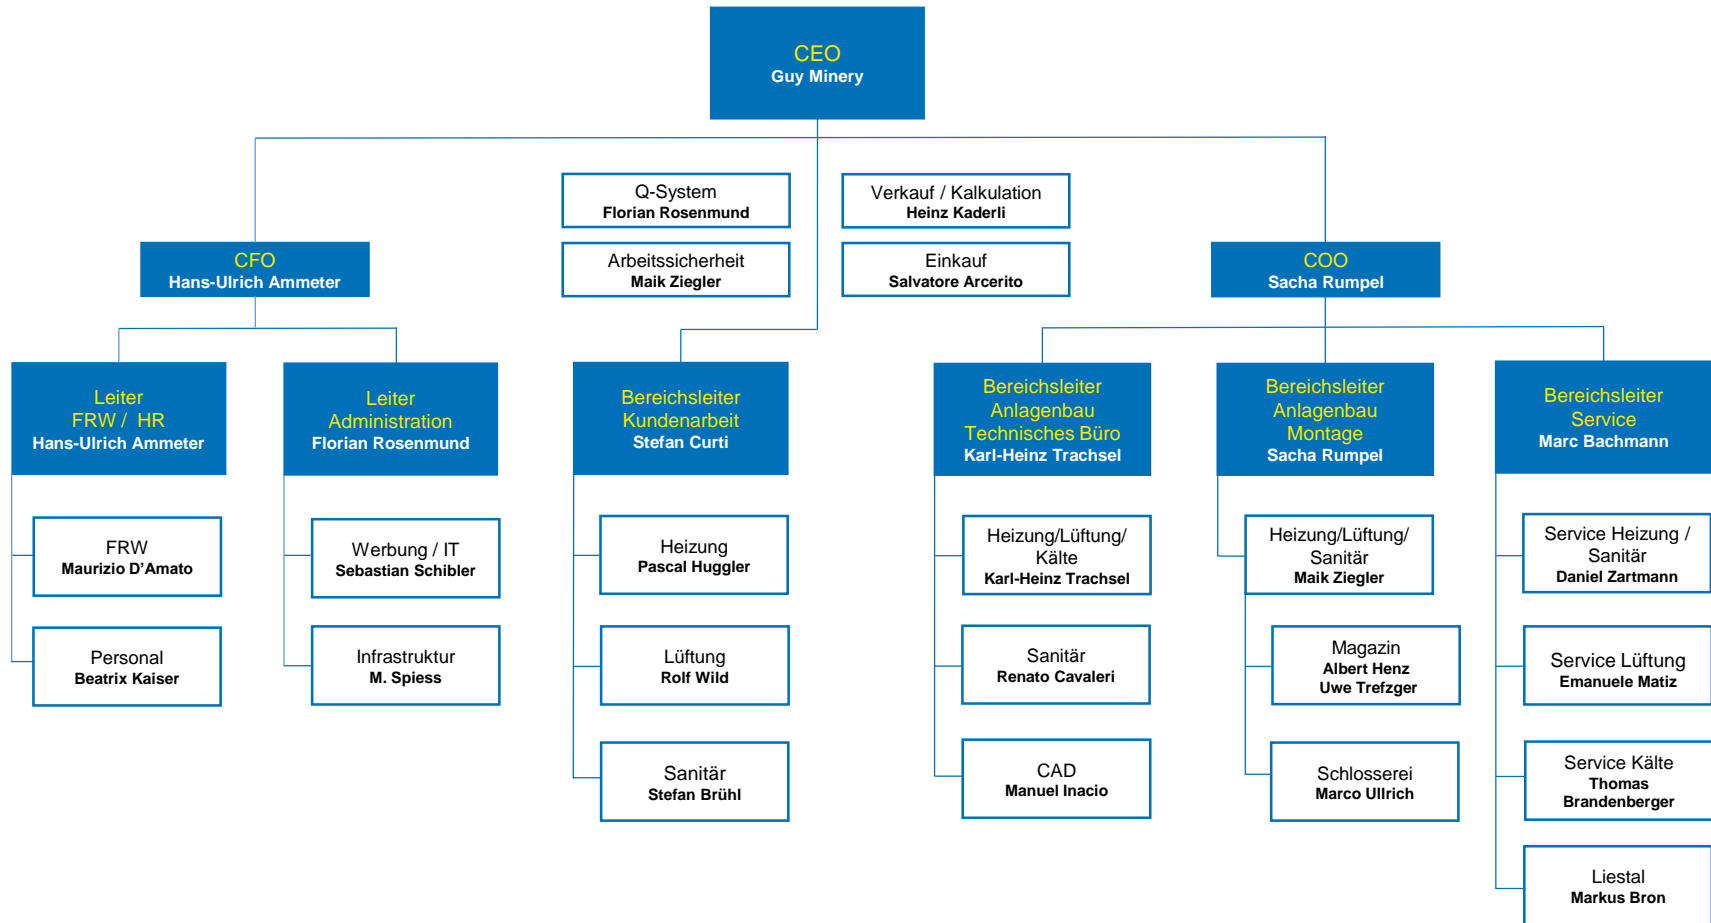 CEO
Guy Minery
Q-System
Florian Rosenmund
Verkauf / Kalkulation
Heinz Kaderli
CFO
Hans-Ulrich Ammeter
Arbeitssicherheit
Maik Ziegler
Einkauf
Salvatore Arcerito
COO
Sacha Rumpel
Leiter
FRW / HR
Hans-Ulrich Ammeter
Leiter
Administration
Florian Rosenmund
Bereichsleiter
Kundenarbeit
Stefan Curti
Bereichsleiter
Anlagenbau
Technisches Büro
Karl-Heinz Trachsel
Bereichsleiter
Anlagenbau
Montage
Sacha Rumpel
Bereichsleiter
Service
Marc Bachmann
FRW
Maurizio D’Amato
Werbung / IT
Sebastian Schibler
Heizung
Pascal Huggler
Heizung/Lüftung/
Kälte
Karl-Heinz Trachsel
Heizung/Lüftung/
Sanitär
Maik Ziegler
Service Heizung /
Sanitär
Daniel Zartmann
Personal
Beatrix Kaiser
Infrastruktur
M. Spiess
Lüftung
Rolf Wild
Sanitär
Renato Cavaleri
Magazin
Albert Henz
Uwe Trefzger
Service Lüftung
Emanuele Matiz
Sanitär
Stefan Brühl
CAD
Manuel Inacio
Schlosserei
Marco Ullrich
Service Kälte
Thomas
Brandenberger
Liestal
Markus Bron